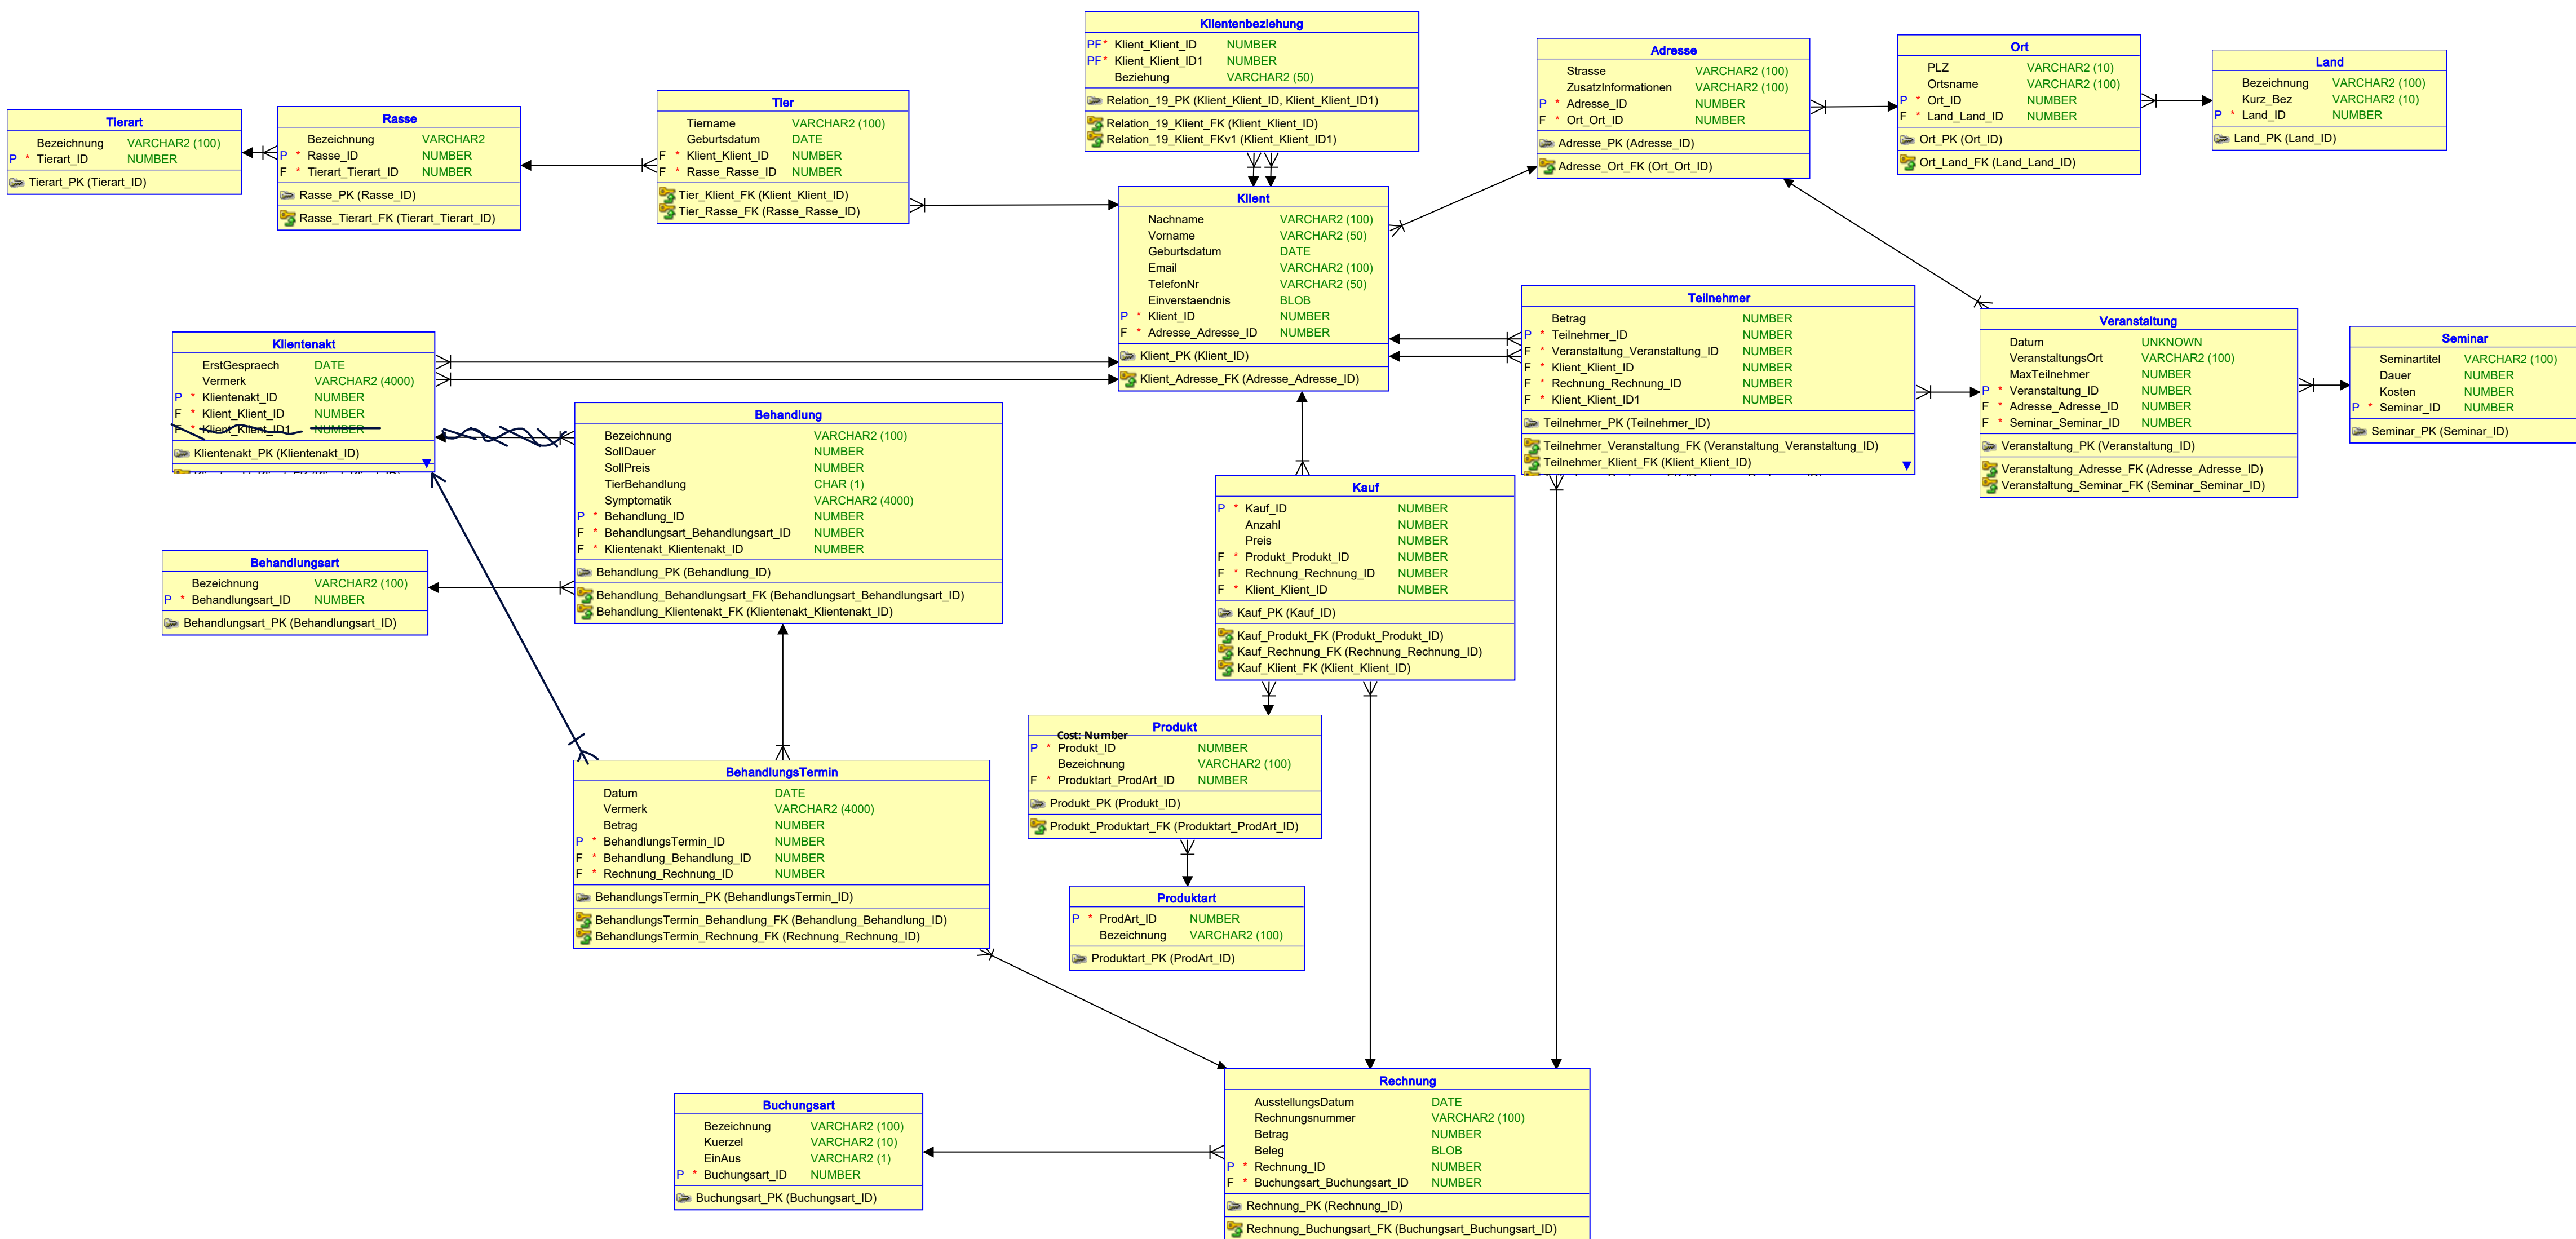 Klientenbeziehung
PF* Klient_Klient_ID NUMBER
PF* Klient_Klient_ID1 NUMBER
Beziehung VARCHAR2 (50)
Relation_19_PK (Klient_Klient_ID, Klient_Klient_ID1)
Relation_19_Klient_FK (Klient_Klient_ID)
Relation_19_Klient_FKv1 (Klient_Klient_ID1)
Adresse
Strasse VARCHAR2 (100)
ZusatzInformationen VARCHAR2 (100)
P * Adresse_ID NUMBER
F * Ort_Ort_ID NUMBER
Adresse_PK (Adresse_ID)
Adresse_Ort_FK (Ort_Ort_ID)
Ort
PLZ VARCHAR2 (10)
Ortsname VARCHAR2 (100)
P * Ort_ID NUMBER
F * Land_Land_ID NUMBER
Ort_PK (Ort_ID)
Ort_Land_FK (Land_Land_ID)
Land
Bezeichnung VARCHAR2 (100)
Kurz_Bez VARCHAR2 (10)
P * Land_ID NUMBER
Land_PK (Land_ID)
Tierart
Bezeichnung VARCHAR2 (100)
P * Tierart_ID NUMBER
Tierart_PK (Tierart_ID)
Rasse
Bezeichnung VARCHAR2
P * Rasse_ID NUMBER
F * Tierart_Tierart_ID NUMBER
Rasse_PK (Rasse_ID)
Rasse_Tierart_FK (Tierart_Tierart_ID)
Tier
Tiername VARCHAR2 (100)
Geburtsdatum DATE
F * Klient_Klient_ID NUMBER
F * Rasse_Rasse_ID NUMBER
Tier_Klient_FK (Klient_Klient_ID)
Tier_Rasse_FK (Rasse_Rasse_ID)
Klient
Nachname VARCHAR2 (100)
Vorname VARCHAR2 (50)
Geburtsdatum DATE
Email VARCHAR2 (100)
TelefonNr VARCHAR2 (50)
Einverstaendnis BLOB
P * Klient_ID NUMBER
F * Adresse_Adresse_ID NUMBER
Klient_PK (Klient_ID)
Klient_Adresse_FK (Adresse_Adresse_ID)
Teilnehmer
Betrag NUMBER
P * Teilnehmer_ID NUMBER
F * Veranstaltung_Veranstaltung_ID NUMBER
F * Klient_Klient_ID NUMBER
F * Rechnung_Rechnung_ID NUMBER
F * Klient_Klient_ID1 NUMBER
Teilnehmer_PK (Teilnehmer_ID)
Teilnehmer_Veranstaltung_FK (Veranstaltung_Veranstaltung_ID)
Teilnehmer_Klient_FK (Klient_Klient_ID)
Veranstaltung
Datum UNKNOWN
VeranstaltungsOrt VARCHAR2 (100)
MaxTeilnehmer NUMBER
P * Veranstaltung_ID NUMBER
F * Adresse_Adresse_ID NUMBER
F * Seminar_Seminar_ID NUMBER
Veranstaltung_PK (Veranstaltung_ID)
Veranstaltung_Adresse_FK (Adresse_Adresse_ID)
Veranstaltung_Seminar_FK (Seminar_Seminar_ID)
Seminar
Seminartitel VARCHAR2 (100)
Dauer NUMBER
Kosten NUMBER
P * Seminar_ID NUMBER
Seminar_PK (Seminar_ID)
Klientenakt
ErstGespraech DATE
Vermerk VARCHAR2 (4000)
P * Klientenakt_ID NUMBER
F * Klient_Klient_ID NUMBER
F * Klient_Klient_ID1 NUMBER
Klientenakt_PK (Klientenakt_ID)
Behandlung
Bezeichnung VARCHAR2 (100)
SollDauer NUMBER
SollPreis NUMBER
TierBehandlung CHAR (1)
Symptomatik VARCHAR2 (4000)
P * Behandlung_ID NUMBER
F * Behandlungsart_Behandlungsart_ID NUMBER
F * Klientenakt_Klientenakt_ID NUMBER
Behandlung_PK (Behandlung_ID)
Behandlung_Behandlungsart_FK (Behandlungsart_Behandlungsart_ID)
Behandlung_Klientenakt_FK (Klientenakt_Klientenakt_ID)
Behandlungsart
Bezeichnung VARCHAR2 (100)
P * Behandlungsart_ID NUMBER
Behandlungsart_PK (Behandlungsart_ID)
Kauf
P * Kauf_ID NUMBER
Anzahl NUMBER
Preis NUMBER
F * Produkt_Produkt_ID NUMBER
F * Rechnung_Rechnung_ID NUMBER
F * Klient_Klient_ID NUMBER
Kauf_PK (Kauf_ID)
Kauf_Produkt_FK (Produkt_Produkt_ID)
Kauf_Rechnung_FK (Rechnung_Rechnung_ID)
Kauf_Klient_FK (Klient_Klient_ID)
Produkt
Cost: Number
P * Produkt_ID NUMBER
Bezeichnung VARCHAR2 (100)
F * Produktart_ProdArt_ID NUMBER
Produkt_PK (Produkt_ID)
Produkt_Produktart_FK (Produktart_ProdArt_ID)
BehandlungsTermin
Datum DATE
Vermerk VARCHAR2 (4000)
Betrag NUMBER
P * BehandlungsTermin_ID NUMBER
F * Behandlung_Behandlung_ID NUMBER
F * Rechnung_Rechnung_ID NUMBER
BehandlungsTermin_PK (BehandlungsTermin_ID)
BehandlungsTermin_Behandlung_FK (Behandlung_Behandlung_ID)
BehandlungsTermin_Rechnung_FK (Rechnung_Rechnung_ID)
Produktart
P * ProdArt_ID NUMBER
Bezeichnung VARCHAR2 (100)
Produktart_PK (ProdArt_ID)
Buchungsart
Bezeichnung VARCHAR2 (100)
Kuerzel VARCHAR2 (10)
EinAus VARCHAR2 (1)
P * Buchungsart_ID NUMBER
Buchungsart_PK (Buchungsart_ID)
Rechnung
AusstellungsDatum DATE
Rechnungsnummer VARCHAR2 (100)
Betrag NUMBER
Beleg BLOB
P * Rechnung_ID NUMBER
F * Buchungsart_Buchungsart_ID NUMBER
Rechnung_PK (Rechnung_ID)
Rechnung_Buchungsart_FK (Buchungsart_Buchungsart_ID)